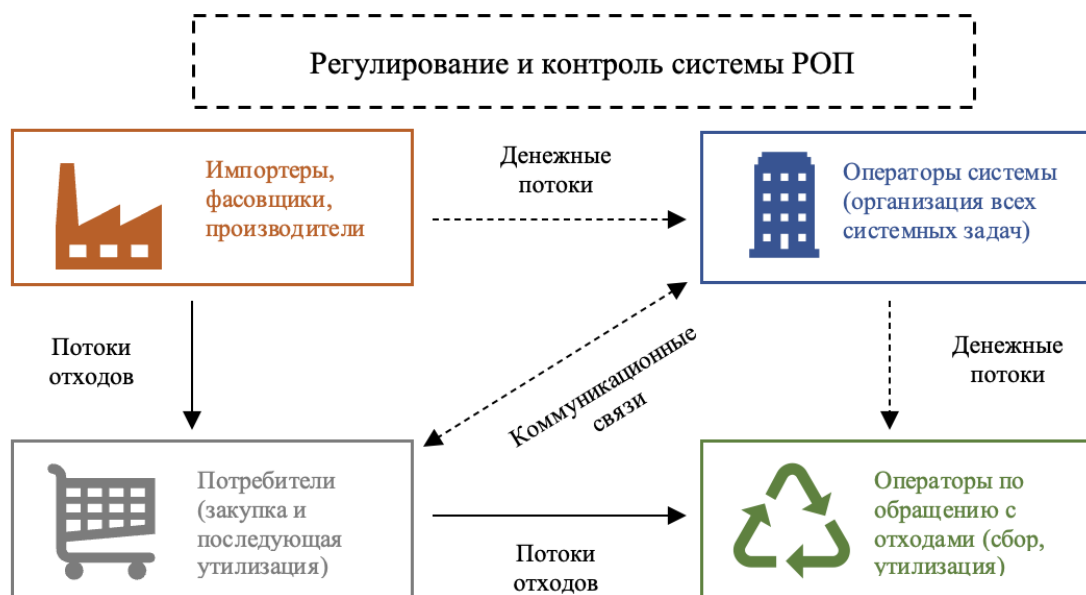 Регулирование и контроль системы РОП
Импортеры,
фасовщики,
производители
Денежные
потоки
Операторы системы
(организация всех
системных задач)
Потоки
отходов
Коммуникационные
связи
Денежные
потоки
Потребители
(закупка и
последующая
утилизация)
Потоки
отходов
Операторы по
обращению с
отходами (сбор,
утилизация)